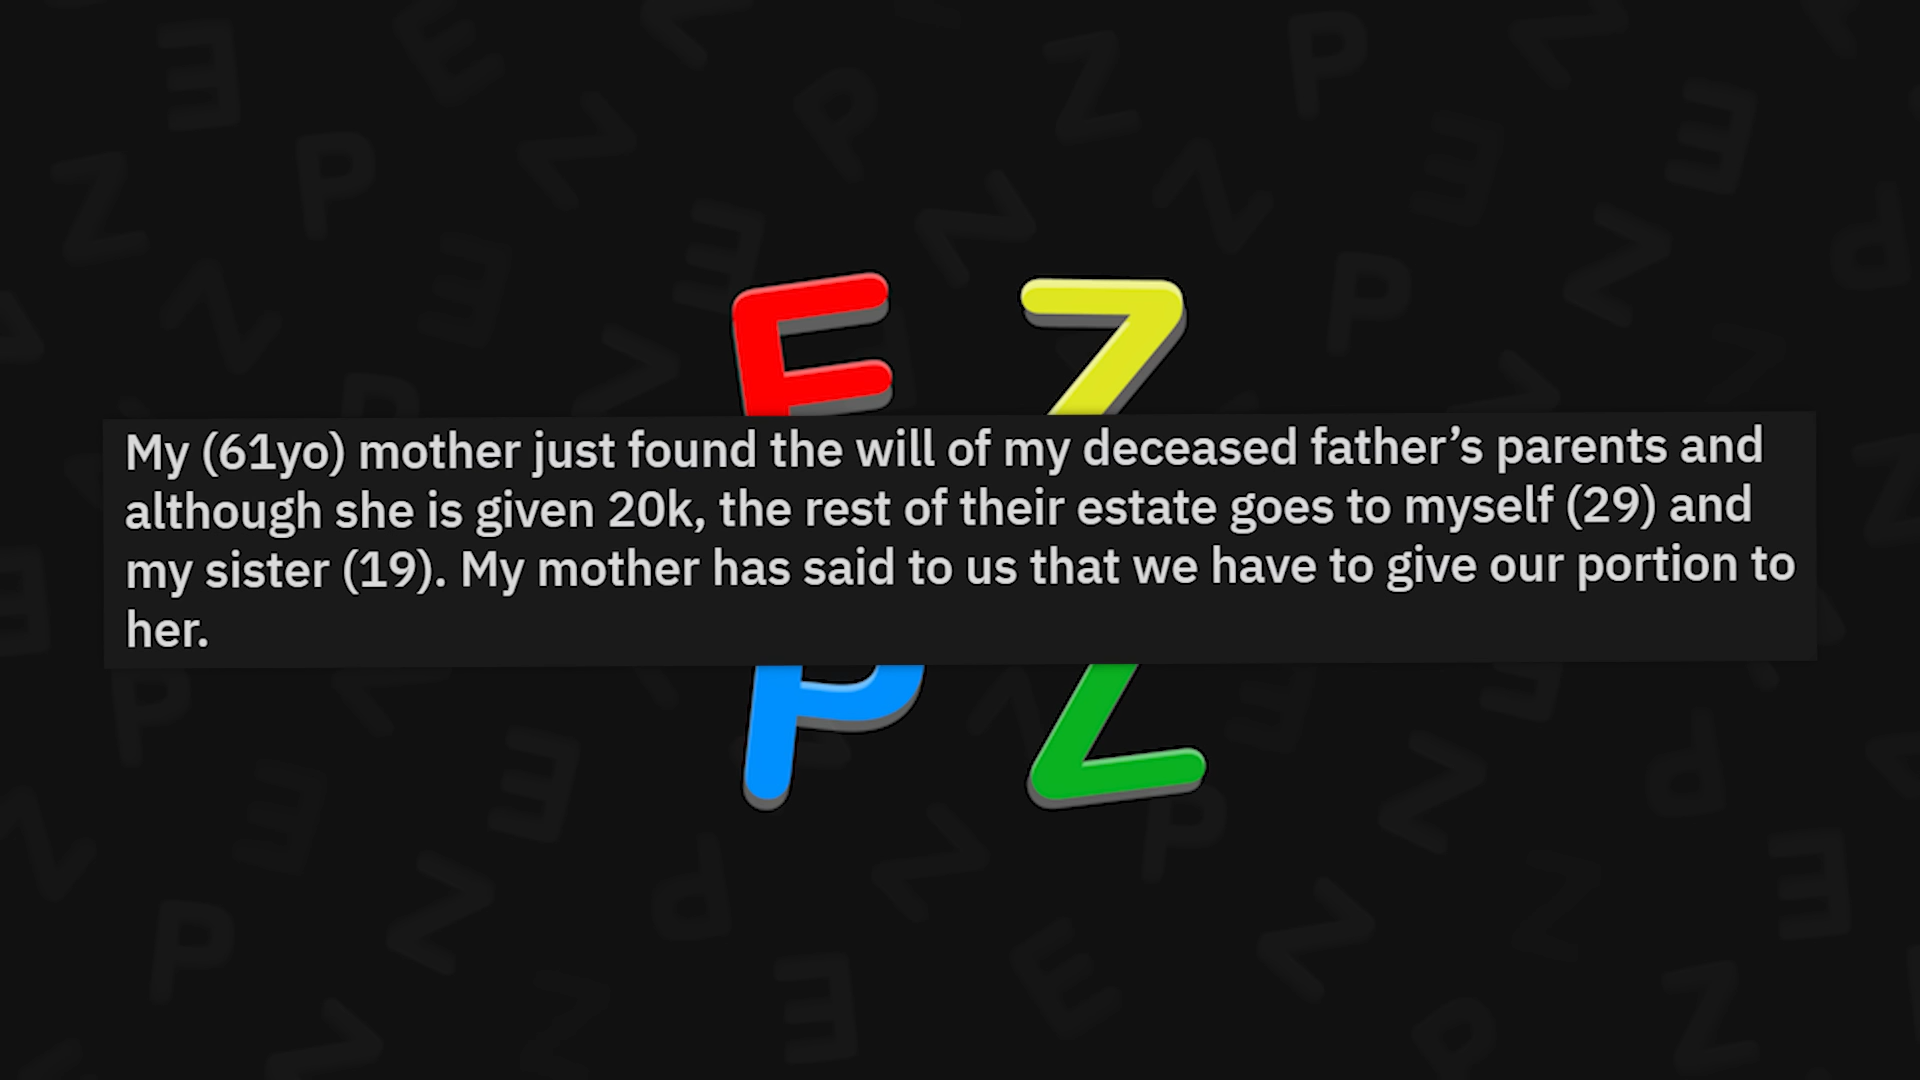 E Z
My (61yo) mother just found the will of my deceased father’s parents and
although she is given 20k, the rest of their estate goes to myself (29) and
my sister (19). My mother has said to us that we have to give our portion to
her.
P Z